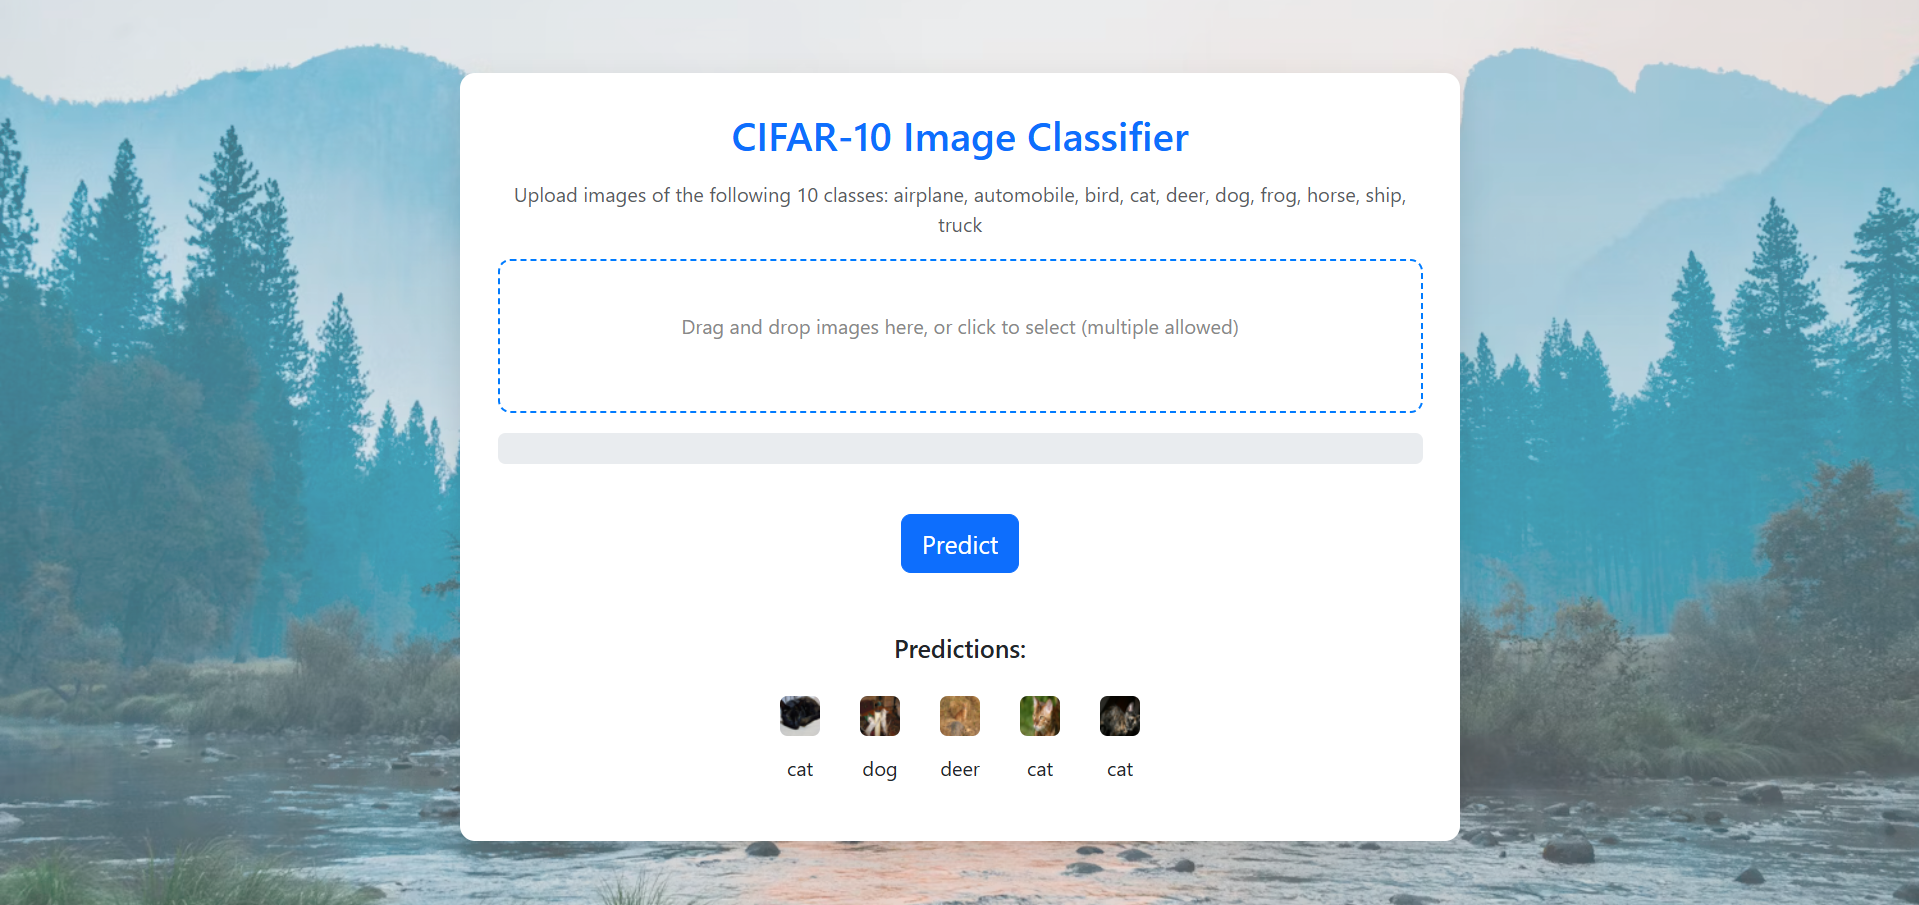 CIFAR-10 Image Classifier
Upload images of the following 10 classes: airplane, automobile, bird, cat, deer, dog, frog, horse, ship,
truck
Drag and drop images here, or click to select (multiple allowed)
Predict
Predictions:
cat dog deer cat cat